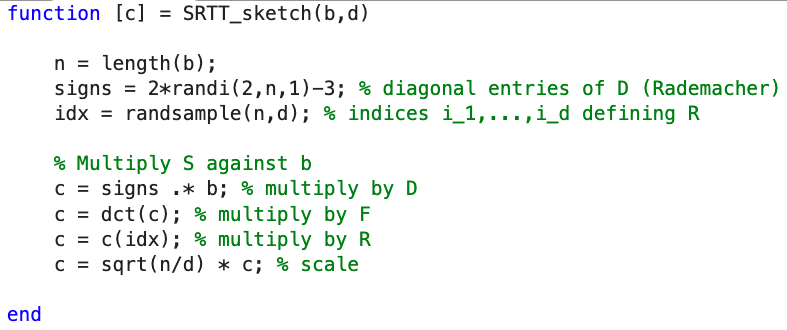 function [c] = SRTT_sketch(b,d)
n = length(b);
signs = 2*randi(2,n,1)-3; % diagonal entries of D (Rademacher)
idx = randsample(n,d); % indices i_1,...,i_d defining R
% Multiply S against b
c = signs .* b; % multiply by D
c = dct(c); % multiply by F
c = c(idx); % multiply by R
c = sqrt(n/d) * c; % scale
end